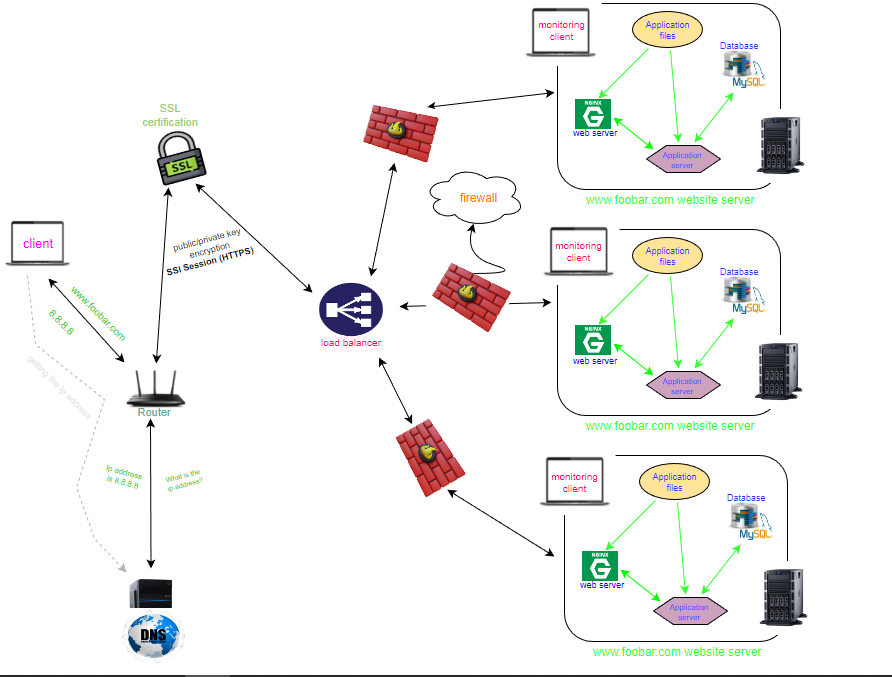 monitoring
client
Application
files
Database
MySQL
NGINX
G
web server
Application
server
www.foobar.com website server
SSL
certification
SSL
firewall
client
public/private key
encryption
SSl Session (HTTPS)
www.foobar.com
8.8.8.8
getting the ip address
load balancer
monitoring
client
Application
files
Database
MySQL
NGINX
G
web server
Application
server
www.foobar.com website server
Router
Ip address
is 8.8.8.8
What is the
ip address?
monitoring
client
Application
files
Database
MySQL
NGINX
G
web server
Application
server
www.foobar.com website server
DNS